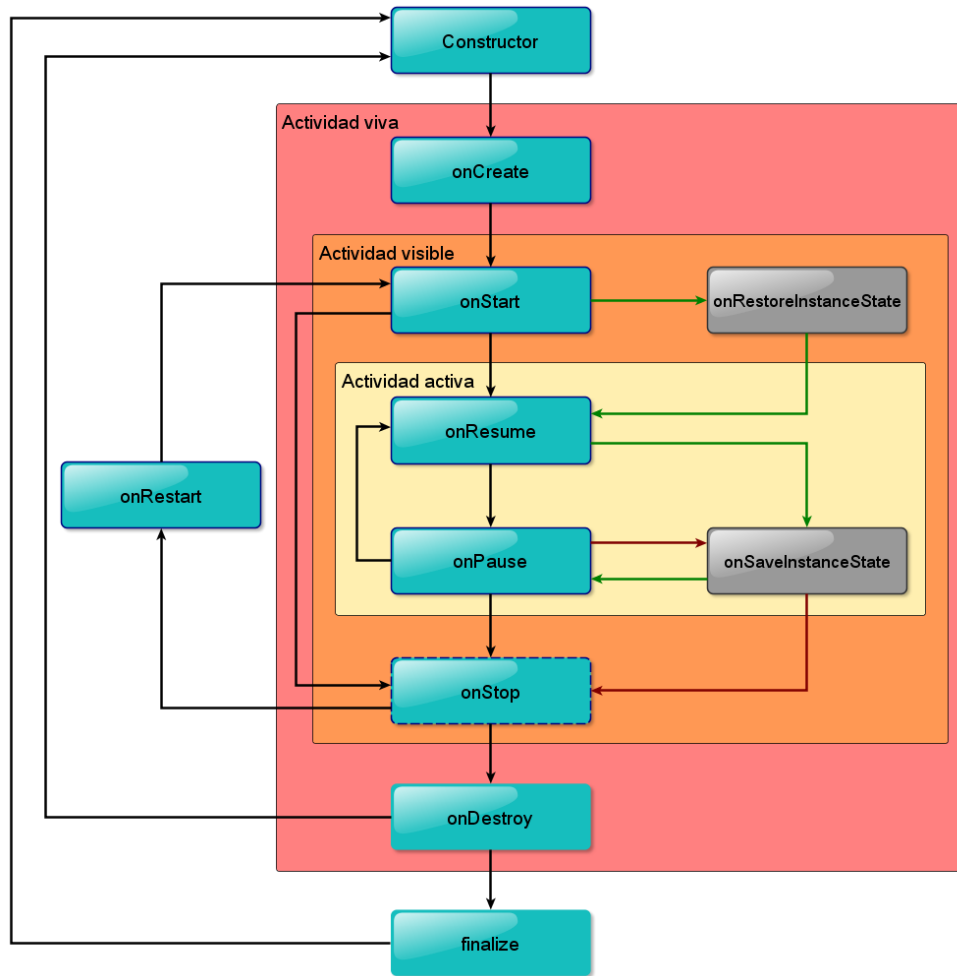 Constructor
Actividad viva
onCreate
Actividad visible
onStart
onRestoreInstanceState
Actividad activa
onResume
onRestart
onPause
onSaveInstanceState
onStop
onDestroy
finalize